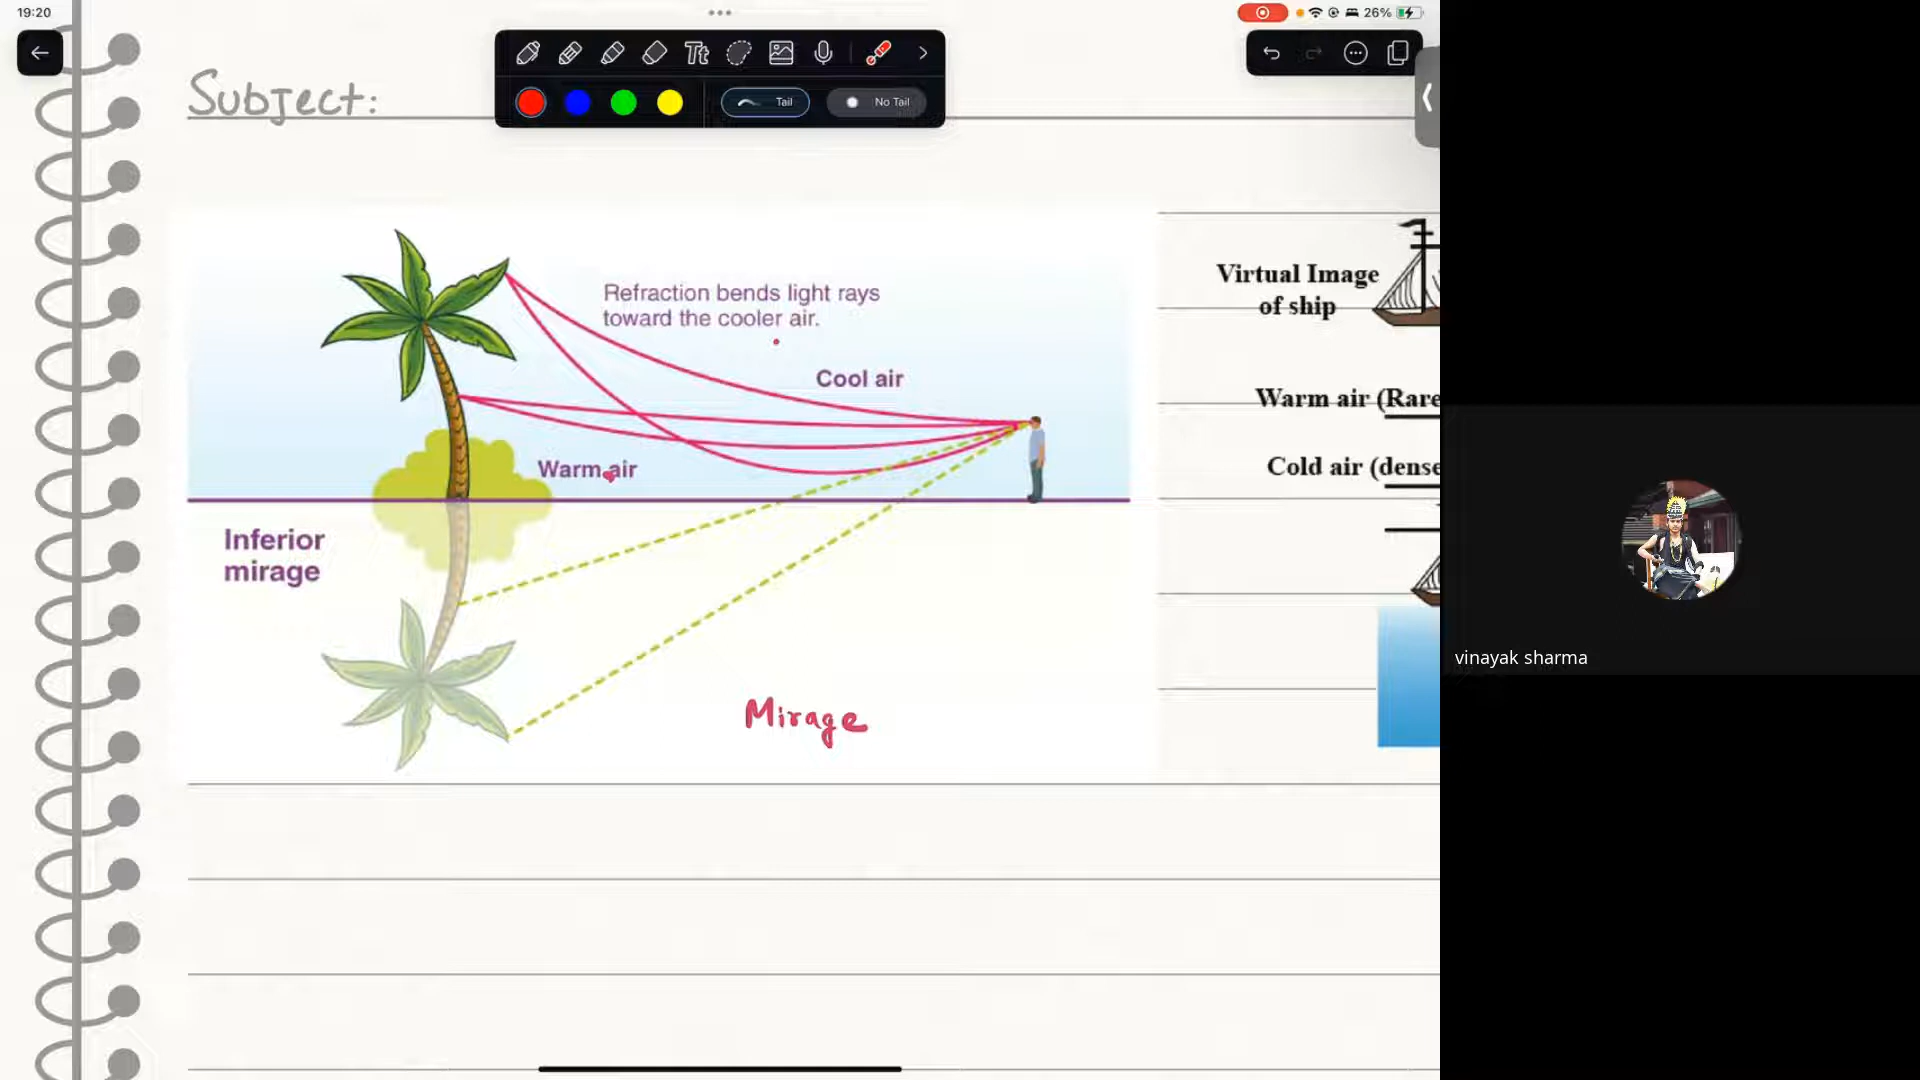 19:20
26%
Tt
Tail
No Tail
Subject:
Refraction bends light rays
toward the cooler air.
Cool air
Warm air
Inferior
mirage
Mirage
Virtual Image
of ship
Warm air (Rare
Cold air (dense
vinayak sharma